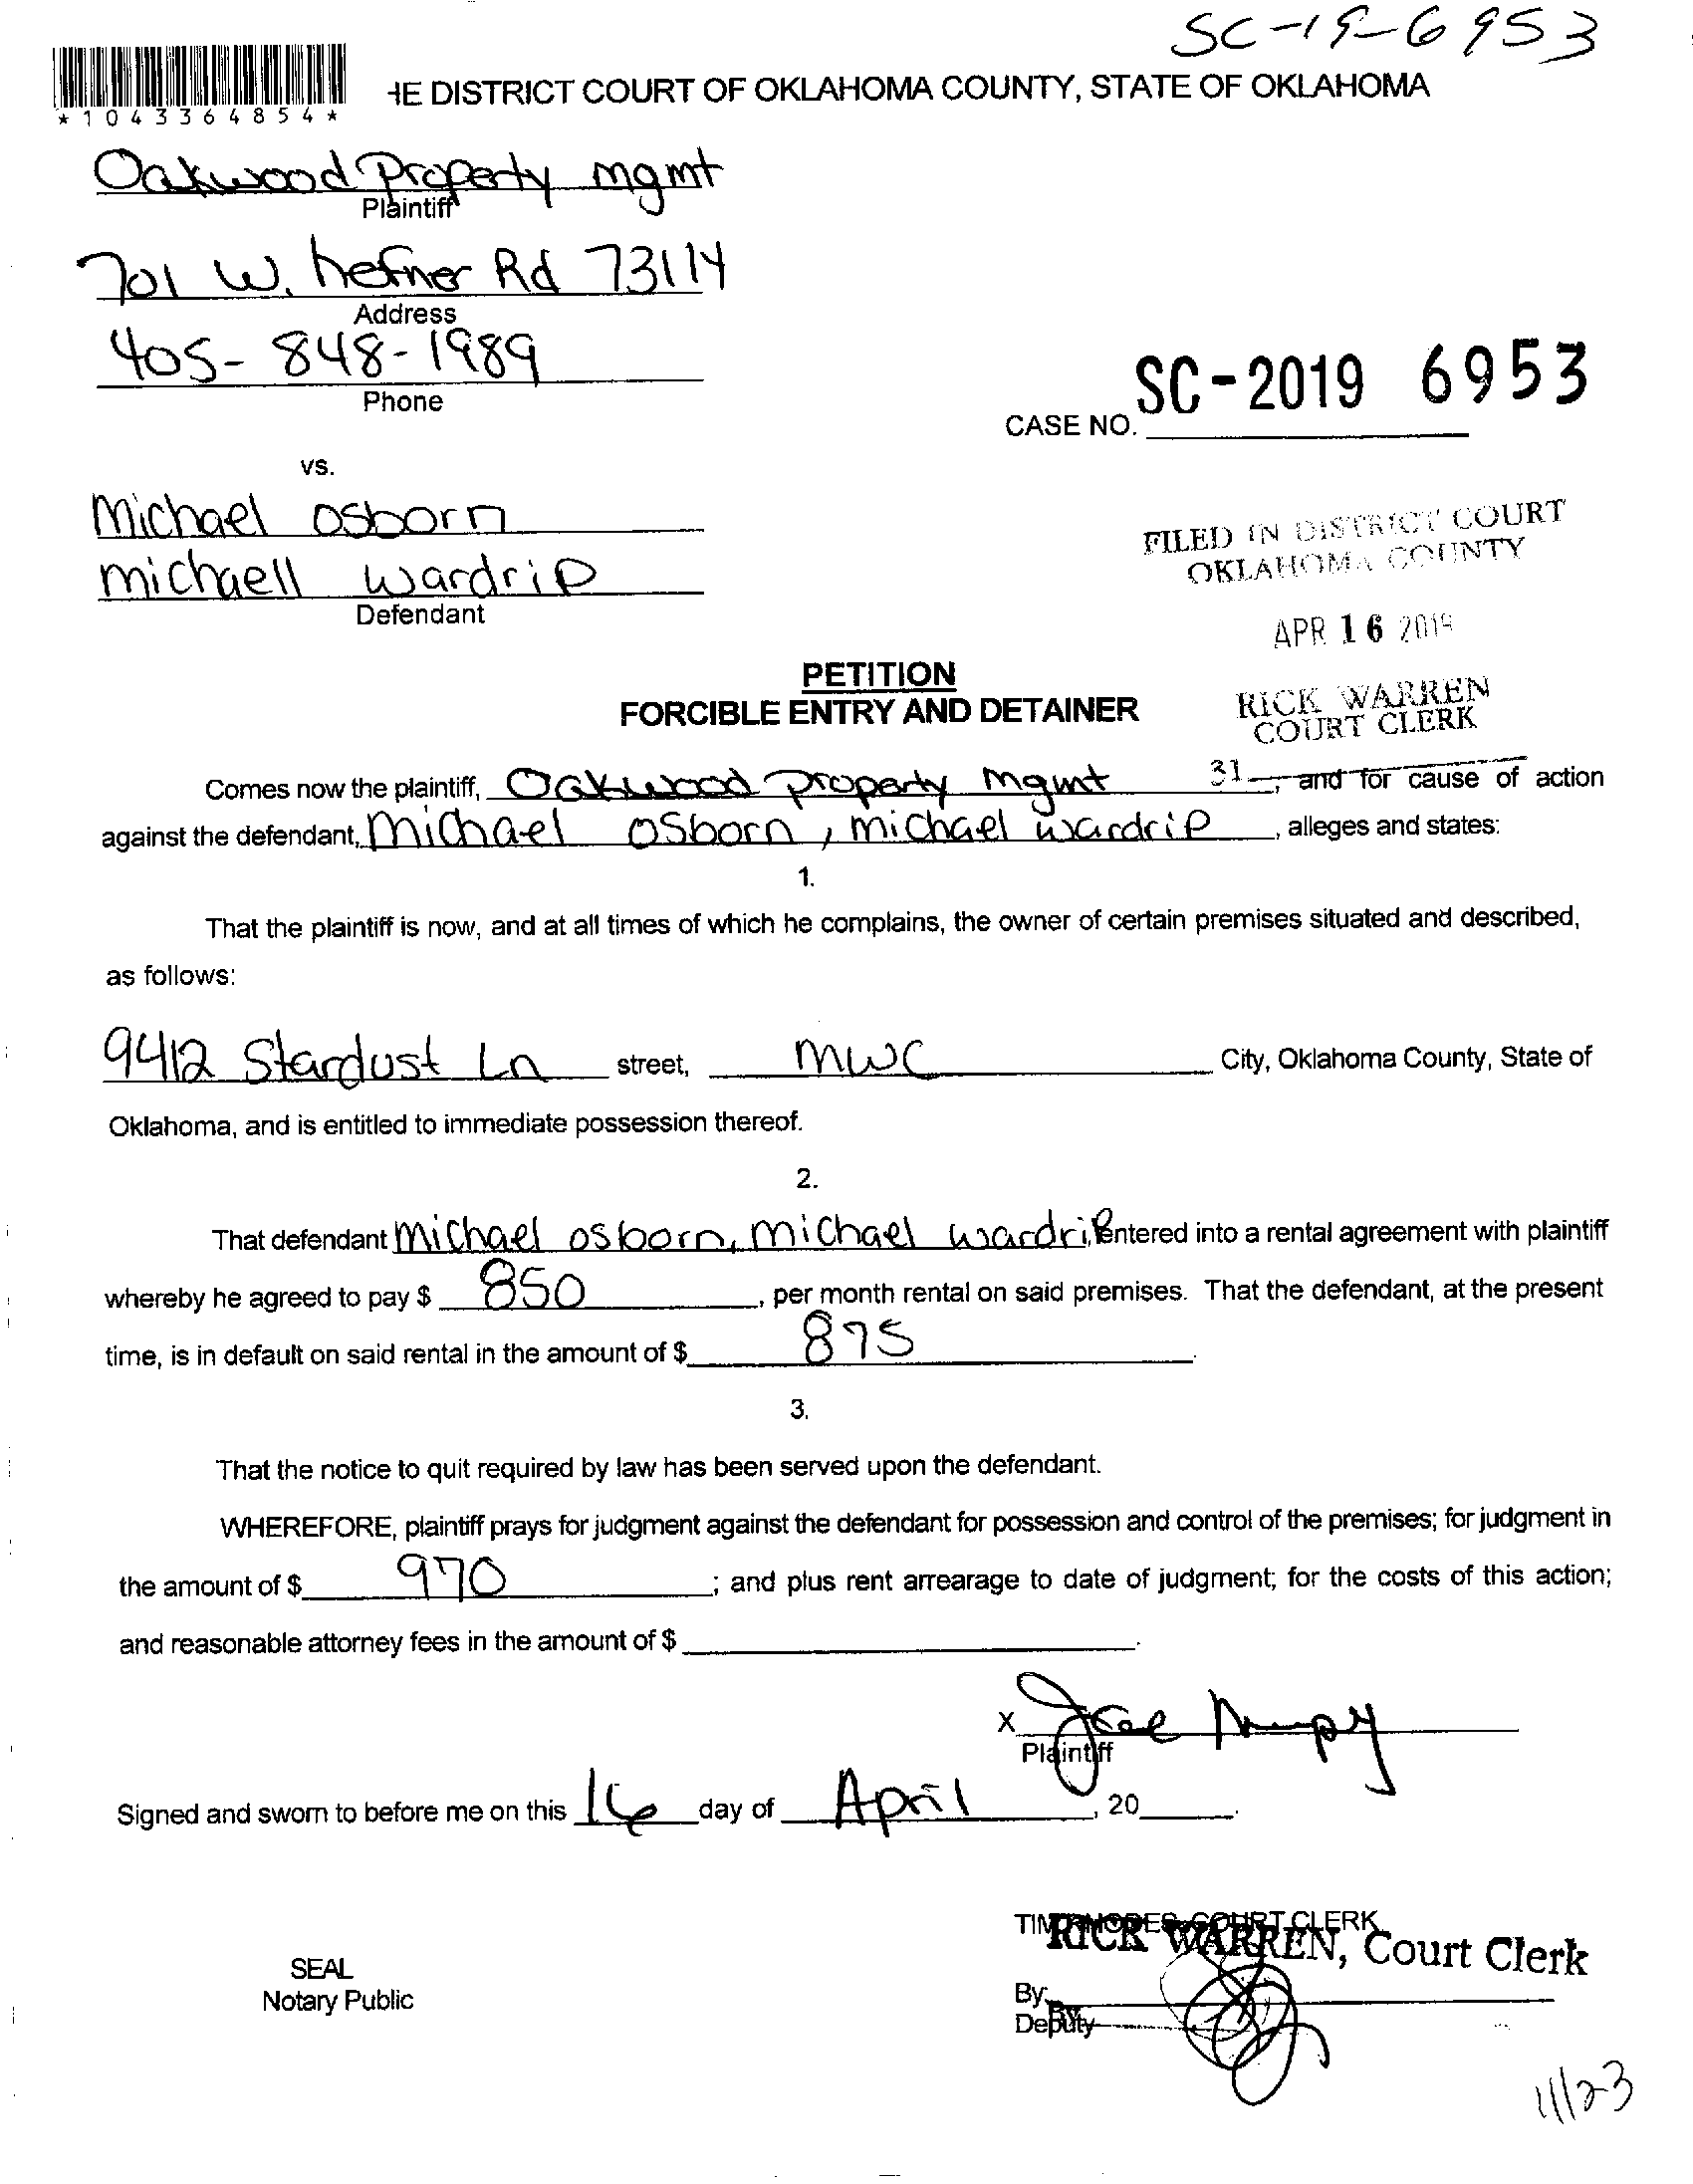 SC-19-6953
*1043364854*
HE DISTRICT COURT OF OKLAHOMA COUNTY, STATE OF OKLAHOMA
Oakwood Property mgmt
Plaintiff
701 W. hefner Rd 73114
Address
405-848-1989
Phone
CASE NO. SC-2019 6953
vs.
Michael osborn
michaell wardrip
Defendant
FILED IN DISTRICT COURT
OKLAHOMA COUNTY
APR 16 2019
RICK WARREN
COURT CLERK
31
PETITION
FORCIBLE ENTRY AND DETAINER
Comes now the plaintiff, Oakwood property mgmt, and for cause of action
against the defendant, Michael Osborn, michael wardrip, alleges and states:
1.
That the plaintiff is now, and at all times of which he complains, the owner of certain premises situated and described,
as follows:
9412 Stardust Ln street, MWC City, Oklahoma County, State of
Oklahoma, and is entitled to immediate possession thereof.
2.
That defendant Michael osborn, michael wardrip, entered into a rental agreement with plaintiff
whereby he agreed to pay $ 850, per month rental on said premises. That the defendant, at the present
time, is in default on said rental in the amount of $ 875.
3.
That the notice to quit required by law has been served upon the defendant.
WHEREFORE, plaintiff prays for judgment against the defendant for possession and control of the premises; for judgment in
the amount of $ 970; and plus rent arrearage to date of judgment; for the costs of this action;
and reasonable attorney fees in the amount of $ .
X
Plaintiff
Signed and sworn to before me on this 16 day of April, 20 .
TIM RHODES, COURT CLERK
RICK WARREN, Court Clerk
SEAL
Notary Public
By:
BY
Deputy
11/23